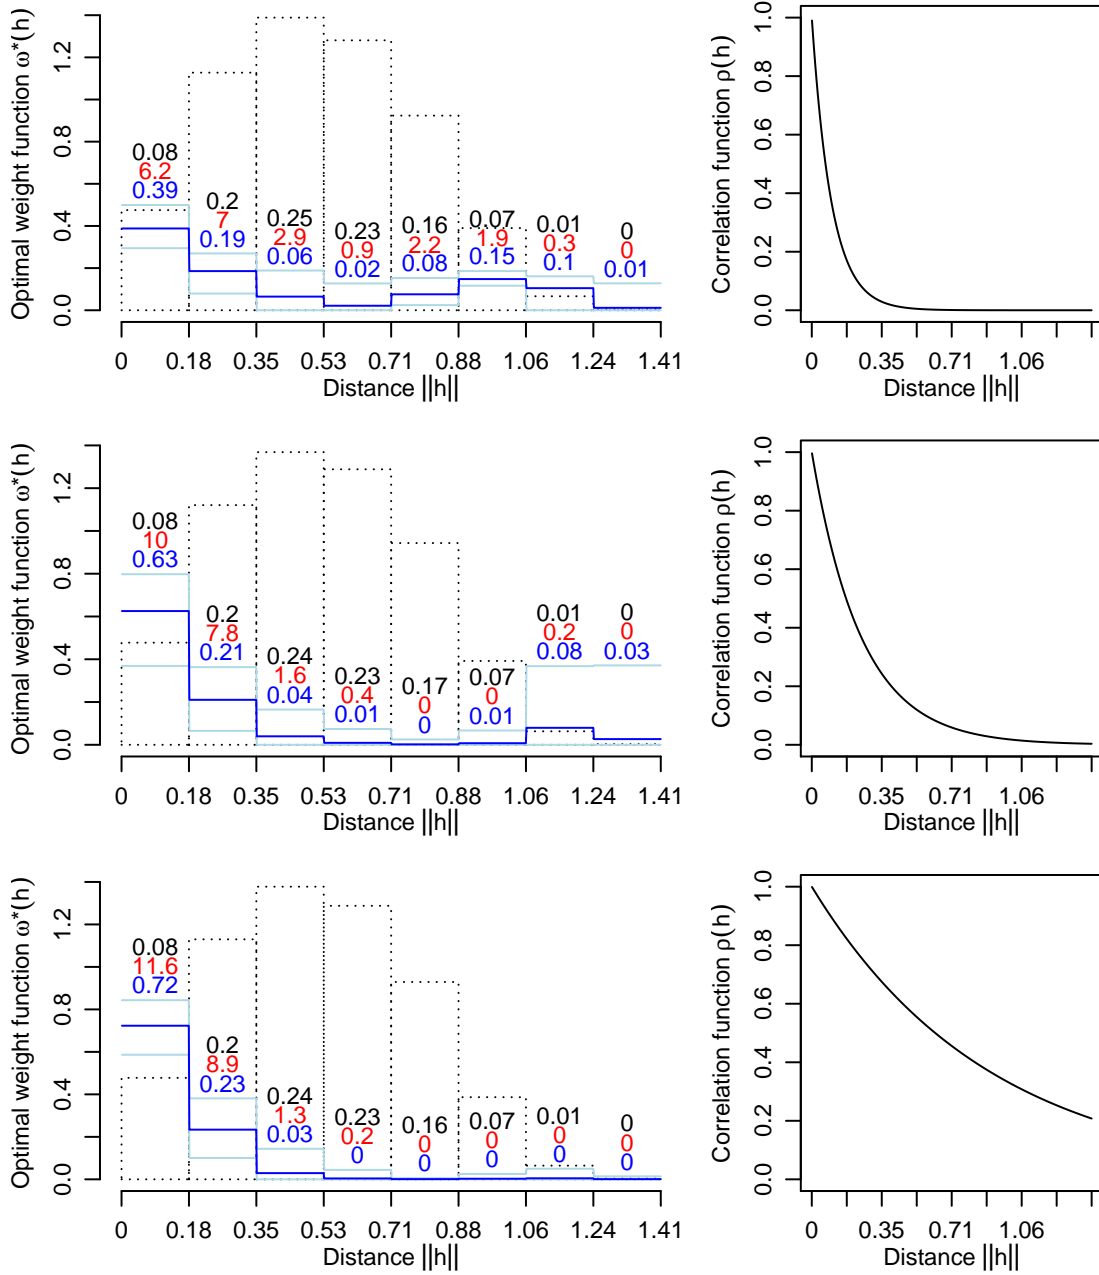 Optimal weight function ω*(h)
0.0 0.4 0.8 1.2
0.08 0.2 0.25 0.23 0.16 0.07 0.01 0
6.2 7 2.9 0.9 2.2 1.9 0.3 0
0.39 0.19 0.06 0.02 0.08 0.15 0.1 0.01
0 0.18 0.35 0.53 0.71 0.88 1.06 1.24 1.41
Distance ||h||
Correlation function ρ(h)
0.0 0.2 0.4 0.6 0.8 1.0
0 0.35 0.71 1.06
Distance ||h||
Optimal weight function ω*(h)
0.0 0.4 0.8 1.2
0.08 0.2 0.24 0.23 0.17 0.07 0.01 0
10 7.8 1.6 0.4 0 0 0.2 0
0.63 0.21 0.04 0.01 0 0.01 0.08 0.03
0 0.18 0.35 0.53 0.71 0.88 1.06 1.24 1.41
Distance ||h||
Correlation function ρ(h)
0.0 0.2 0.4 0.6 0.8 1.0
0 0.35 0.71 1.06
Distance ||h||
Optimal weight function ω*(h)
0.0 0.4 0.8 1.2
0.08 0.2 0.24 0.23 0.16 0.07 0.01 0
11.6 8.9 1.3 0.2 0 0 0 0
0.72 0.23 0.03 0 0 0 0 0
0 0.18 0.35 0.53 0.71 0.88 1.06 1.24 1.41
Distance ||h||
Correlation function ρ(h)
0.0 0.2 0.4 0.6 0.8 1.0
0 0.35 0.71 1.06
Distance ||h||